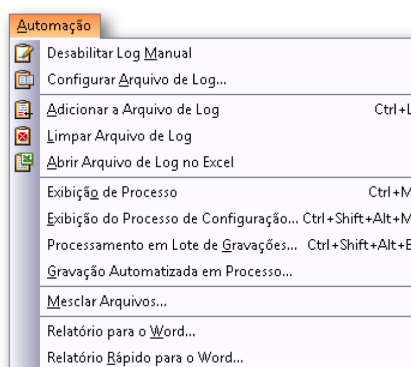 Automação
Desabilitar Log Manual
Configurar Arquivo de Log...
Adicionar a Arquivo de Log Ctrl+L
Limpar Arquivo de Log
Abrir Arquivo de Log no Excel
Exibição de Processo Ctrl+M
Exibição do Processo de Configuração... Ctrl+Shift+Alt+M
Processamento em Lote de Gravações... Ctrl+Shift+Alt+E
Gravação Automatizada em Processo...
Mesclar Arquivos...
Relatório para o Word...
Relatório Rápido para o Word...